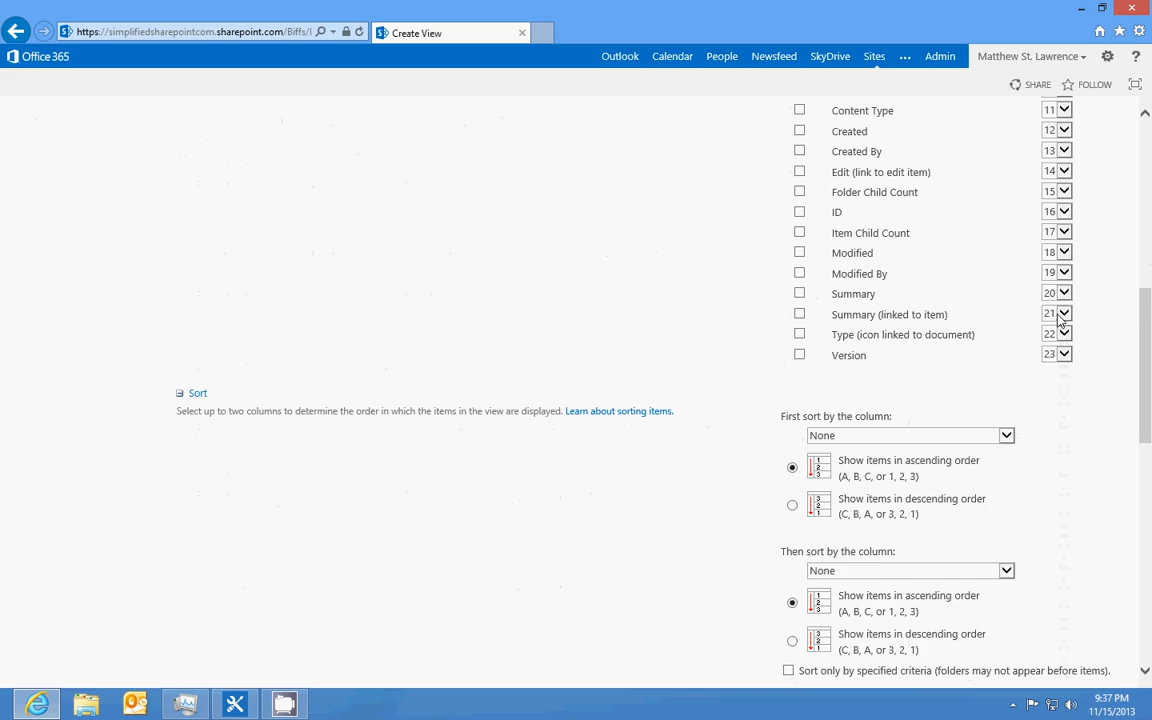 https://simplifiedsharepointcom.sharepoint.com/Biffs/l
Create View
Office 365
Outlook Calendar People Newsfeed SkyDrive Sites ... Admin Matthew St. Lawrence ?
SHARE FOLLOW
Content Type 11
Created 12
Created By 13
Edit (link to edit item) 14
Folder Child Count 15
ID 16
Item Child Count 17
Modified 18
Modified By 19
Summary 20
Summary (linked to item) 21
Type (icon linked to document) 22
Version 23
Sort
Select up to two columns to determine the order in which the items in the view are displayed. Learn about sorting items.
First sort by the column:
None
Show items in ascending order
(A, B, C, or 1, 2, 3)
Show items in descending order
(C, B, A, or 3, 2, 1)
Then sort by the column:
None
Show items in ascending order
(A, B, C, or 1, 2, 3)
Show items in descending order
(C, B, A, or 3, 2, 1)
Sort only by specified criteria (folders may not appear before items).
9:37 PM
11/15/2013